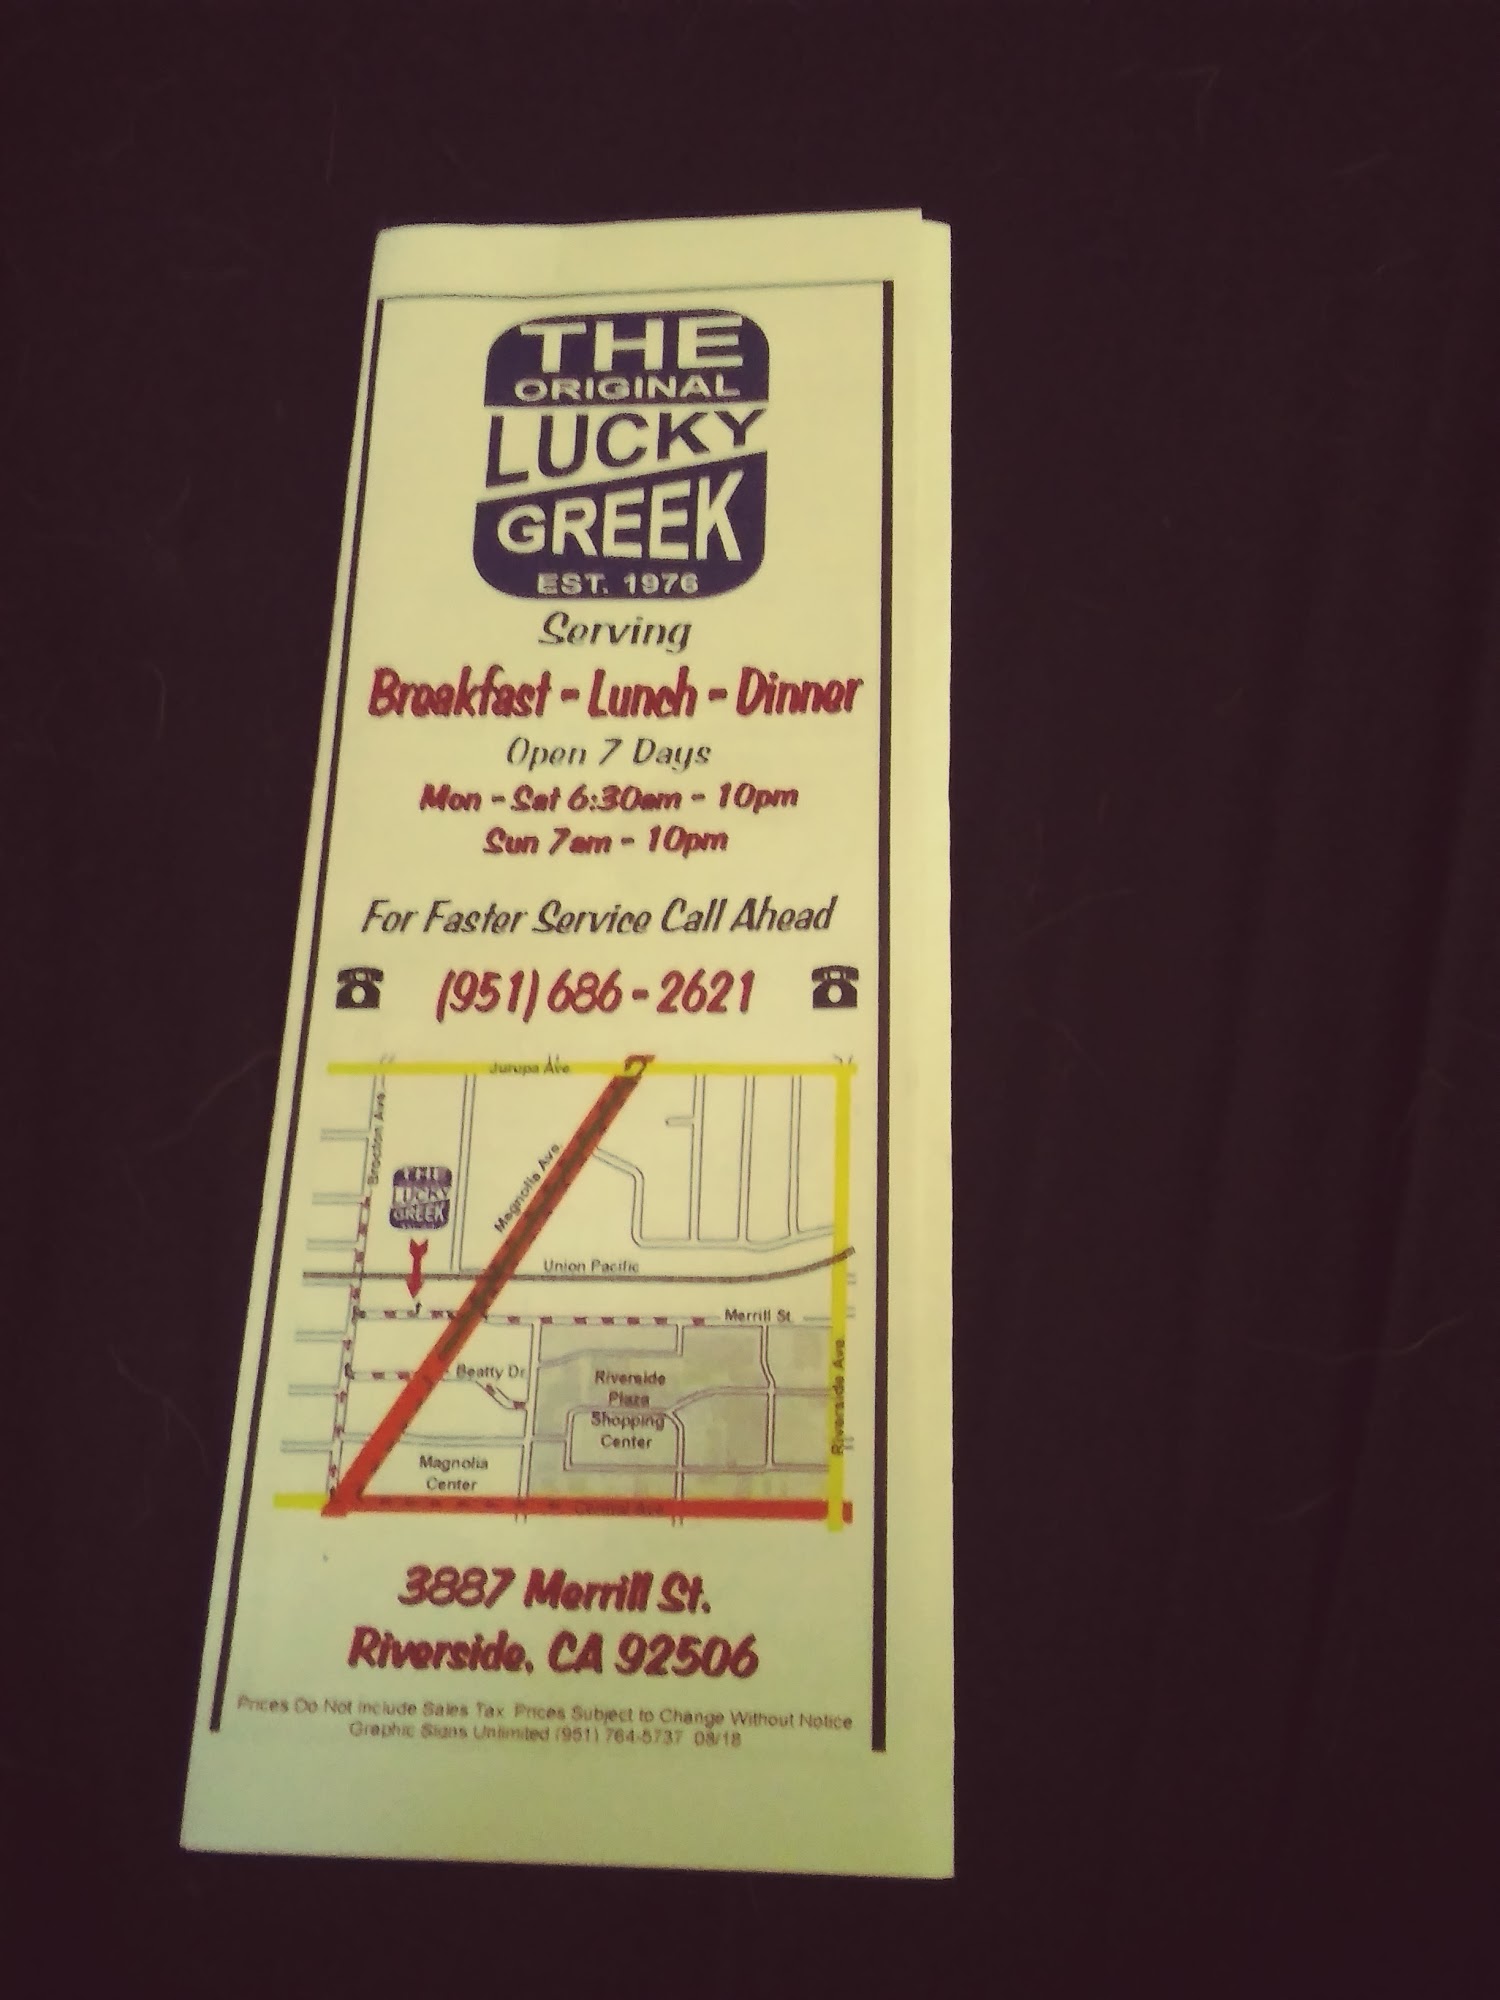 THE
ORIGINAL
LUCKY
GREEK
EST. 1976
Serving
Breakfast - Lunch - Dinner
Open 7 Days
Mon - Sat 6:30am - 10pm
Sun 7am - 10pm
For Faster Service Call Ahead
(951) 686 - 2621
Jurupa Ave
Brocton Ave
Magnolia Ave
THE
LUCKY
GREEK
Union Pacific
Merrill St.
Beatty Dr
Riverside
Plaza
Shopping
Center
Riverside Ave
Magnolia
Center
Central Ave
3887 Merrill St.
Riverside, CA 92506
Prices Do Not Include Sales Tax. Prices Subject to Change Without Notice
Graphic Signs Unlimited (951) 764-5737 08/18